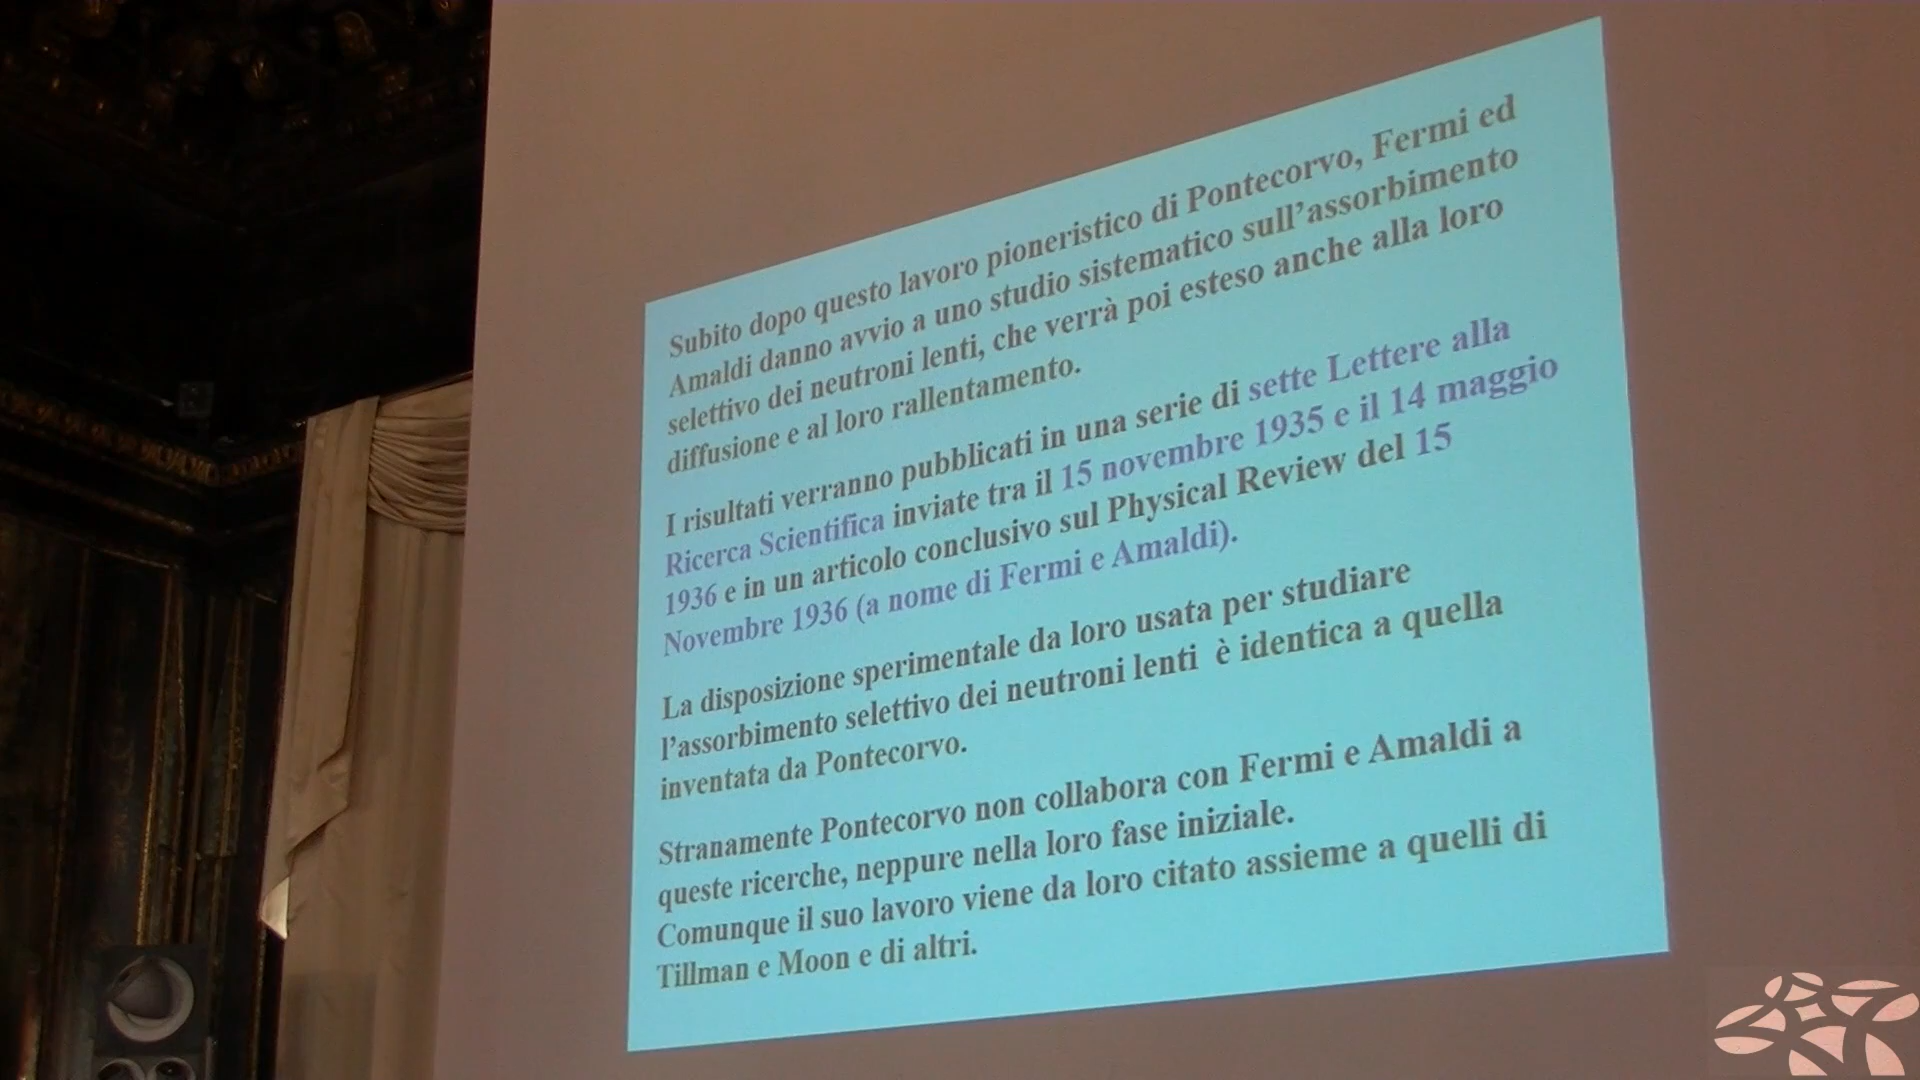 Subito dopo questo lavoro pioneristico di Pontecorvo, Fermi ed
Amaldi danno avvio a uno studio sistematico sull'assorbimento
selettivo dei neutroni lenti, che verrà poi esteso anche alla loro
diffusione e al loro rallentamento.
I risultati verranno pubblicati in una serie di sette Lettere alla
Ricerca Scientifica inviate tra il 15 novembre 1935 e il 14 maggio
1936 e in un articolo conclusivo sul Physical Review del 15
Novembre 1936 (a nome di Fermi e Amaldi).
La disposizione sperimentale da loro usata per studiare
l'assorbimento selettivo dei neutroni lenti è identica a quella
inventata da Pontecorvo.
Stranamente Pontecorvo non collabora con Fermi e Amaldi a
queste ricerche, neppure nella loro fase iniziale.
Comunque il suo lavoro viene da loro citato assieme a quelli di
Tillman e Moon e di altri.